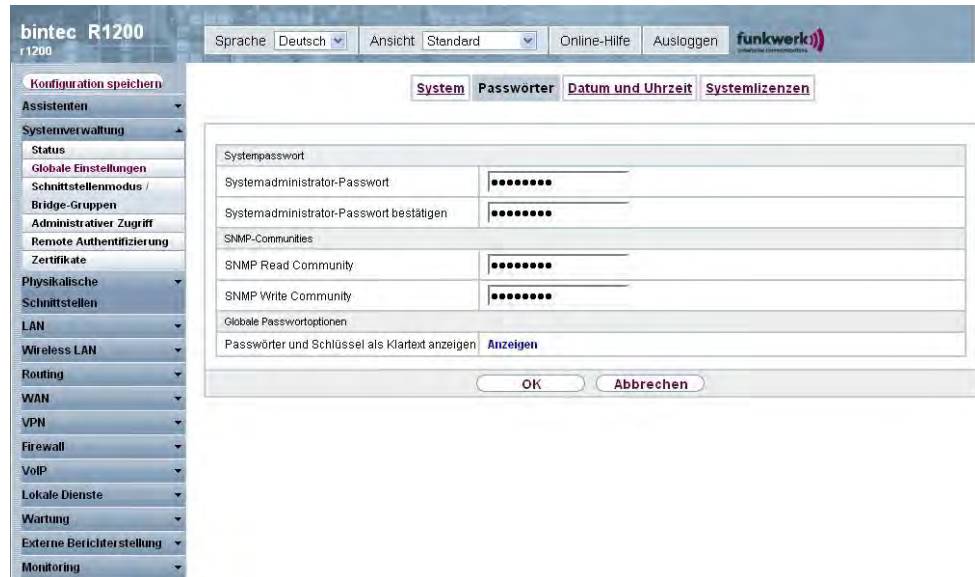 bintec R1200
r1200
Sprache Deutsch Ansicht Standard Online-Hilfe Ausloggen funkwerk
Konfiguration speichern
Assistenten
Systemverwaltung
Status
Globale Einstellungen
Schnittstellenmodus /
Bridge-Gruppen
Administrativer Zugriff
Remote Authentifizierung
Zertifikate
Physikalische
Schnittstellen
LAN
Wireless LAN
Routing
WAN
VPN
Firewall
VoIP
Lokale Dienste
Wartung
Externe Berichterstellung
Monitoring
System Passwörter Datum und Uhrzeit Systemlizenzen
Systempasswort
Systemadministrator-Passwort ●●●●●●●●
Systemadministrator-Passwort bestätigen ●●●●●●●●
SNMP-Communities
SNMP Read Community ●●●●●●●●
SNMP Write Community ●●●●●●●●
Globale Passwortoptionen
Passwörter und Schlüssel als Klartext anzeigen Anzeigen
OK Abbrechen